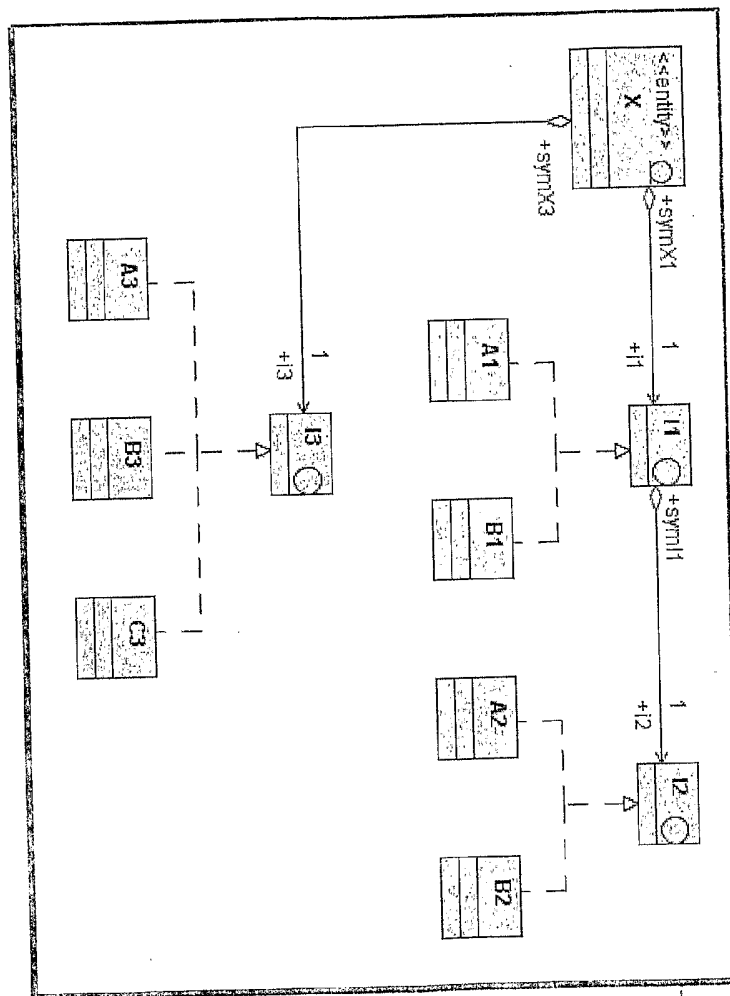 <<entity>>
X
+symX1
1
+i1
I1
+symI1
1
+i2
I2
+symX3
A1
B1
A2
B2
1
+i3
I3
A3
B3
C3